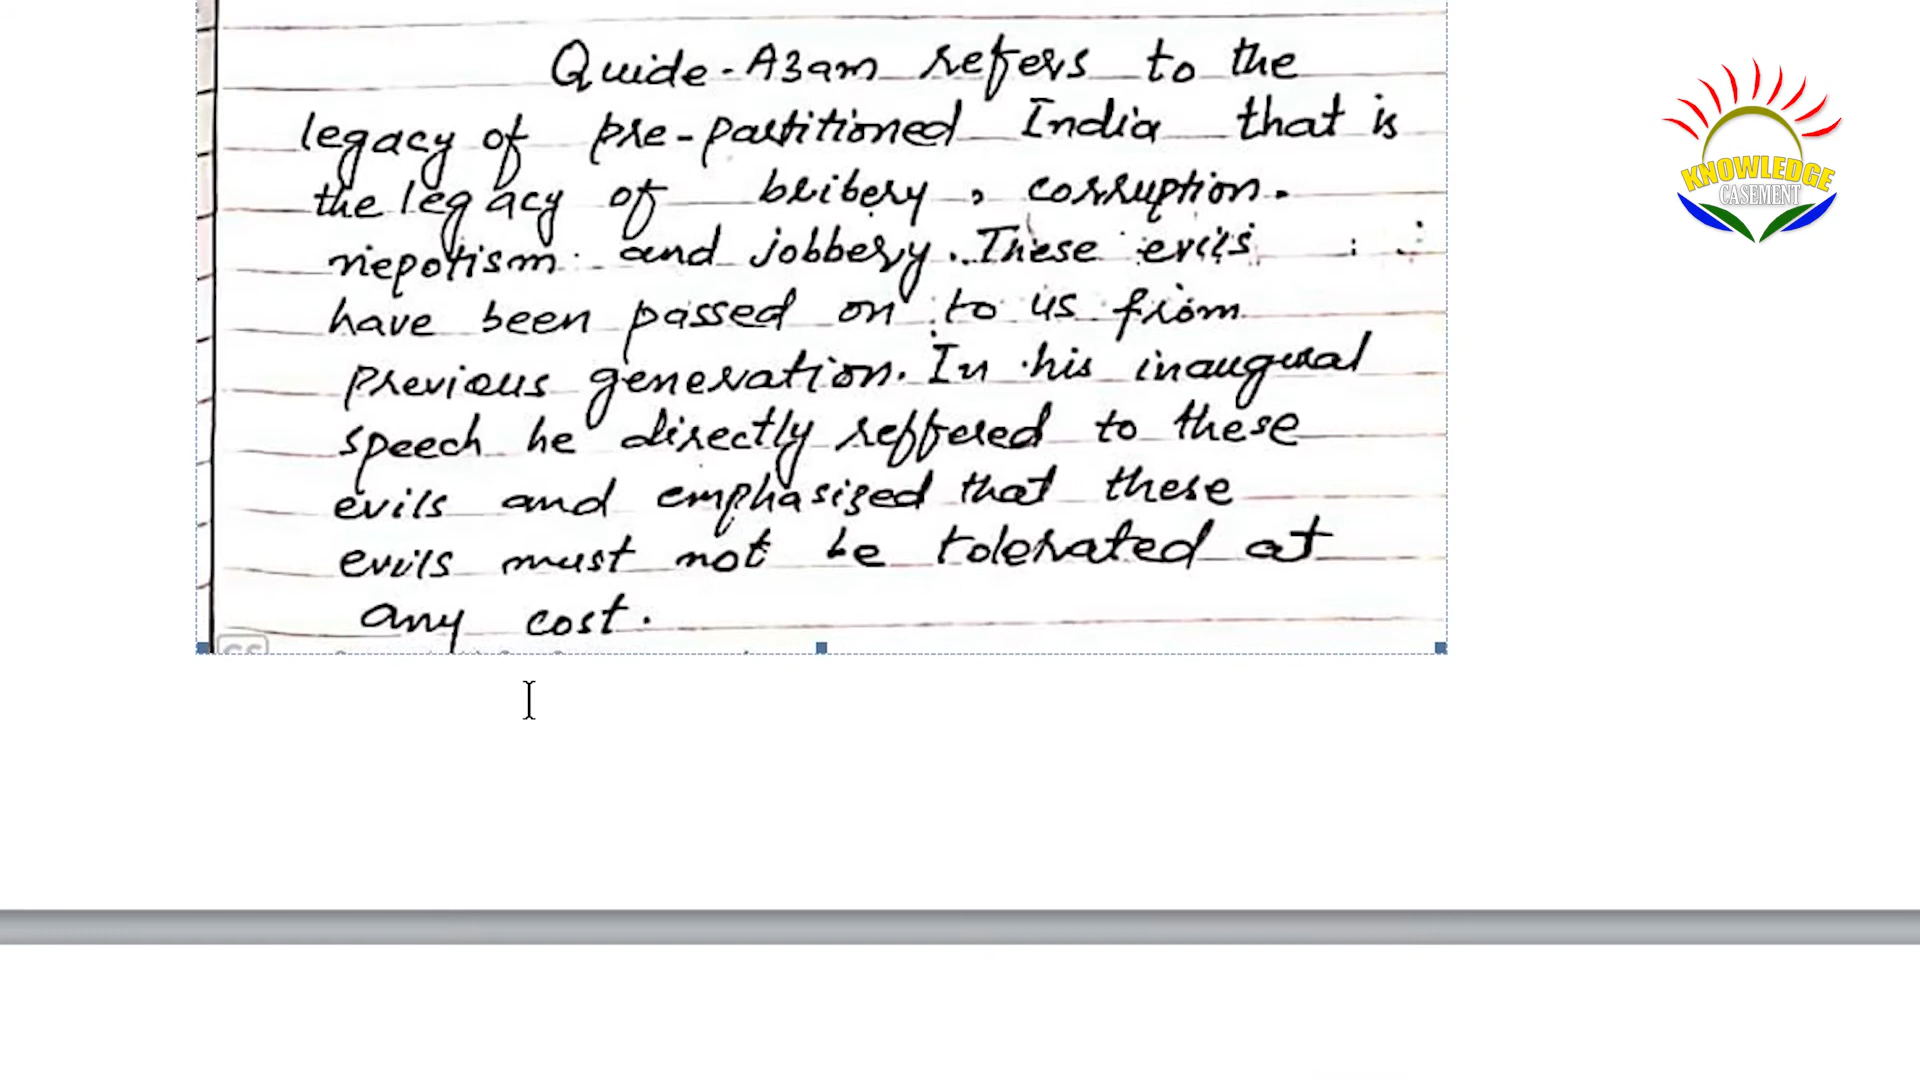 Quide-Azam refers to the
legacy of pre-partitioned India that is
the legacy of bribery, corruption.
nepotism and jobbery. These evils
have been passed on to us from
previous generation. In his inaugural
speech he directly reffered to these
evils and emphasized that these
evils must not be tolerated at
any cost.
KNOWLEDGE
CASEMENT
CS